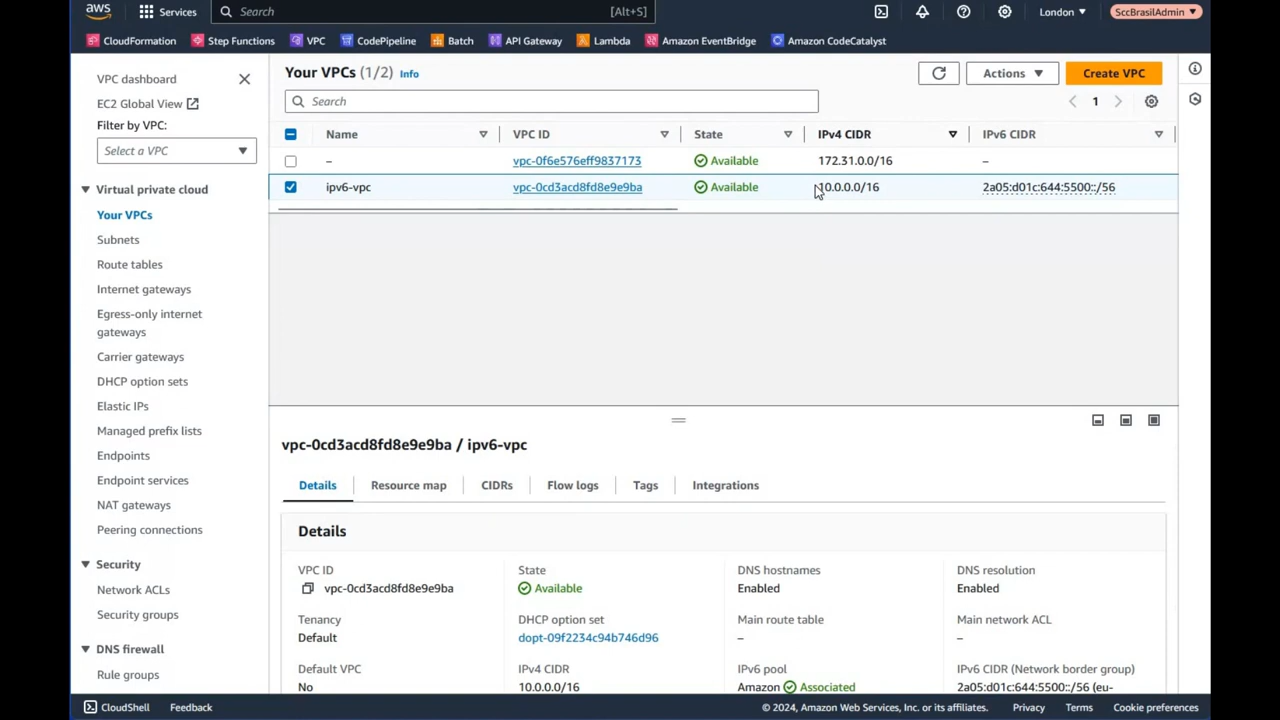 aws Services Search [Alt+S] London SccBrasilAdmin
CloudFormation Step Functions VPC CodePipeline Batch API Gateway Lambda Amazon EventBridge Amazon CodeCatalyst
VPC dashboard
EC2 Global View
Filter by VPC:
Select a VPC
Virtual private cloud
Your VPCs
Subnets
Route tables
Internet gateways
Egress-only internet
gateways
Carrier gateways
DHCP option sets
Elastic IPs
Managed prefix lists
Endpoints
Endpoint services
NAT gateways
Peering connections
Security
Network ACLs
Security groups
DNS firewall
Rule groups
Your VPCs (1/2) Info Actions Create VPC
Search 1
Name VPC ID State IPv4 CIDR IPv6 CIDR
– vpc-0f6e576eff9837173 Available 172.31.0.0/16 –
ipv6-vpc vpc-0cd3acd8fd8e9e9ba Available 10.0.0.0/16 2a05:d01c:644:5500::/56
vpc-0cd3acd8fd8e9e9ba / ipv6-vpc
Details Resource map CIDRs Flow logs Tags Integrations
Details
VPC ID State DNS hostnames DNS resolution
vpc-0cd3acd8fd8e9e9ba Available Enabled Enabled
Tenancy DHCP option set Main route table Main network ACL
Default dopt-09f2234c94b746d96 – –
Default VPC IPv4 CIDR IPv6 pool IPv6 CIDR (Network border group)
No 10.0.0.0/16 Amazon Associated 2a05:d01c:644:5500::/56 (eu-
CloudShell Feedback © 2024, Amazon Web Services, Inc. or its affiliates. Privacy Terms Cookie preferences